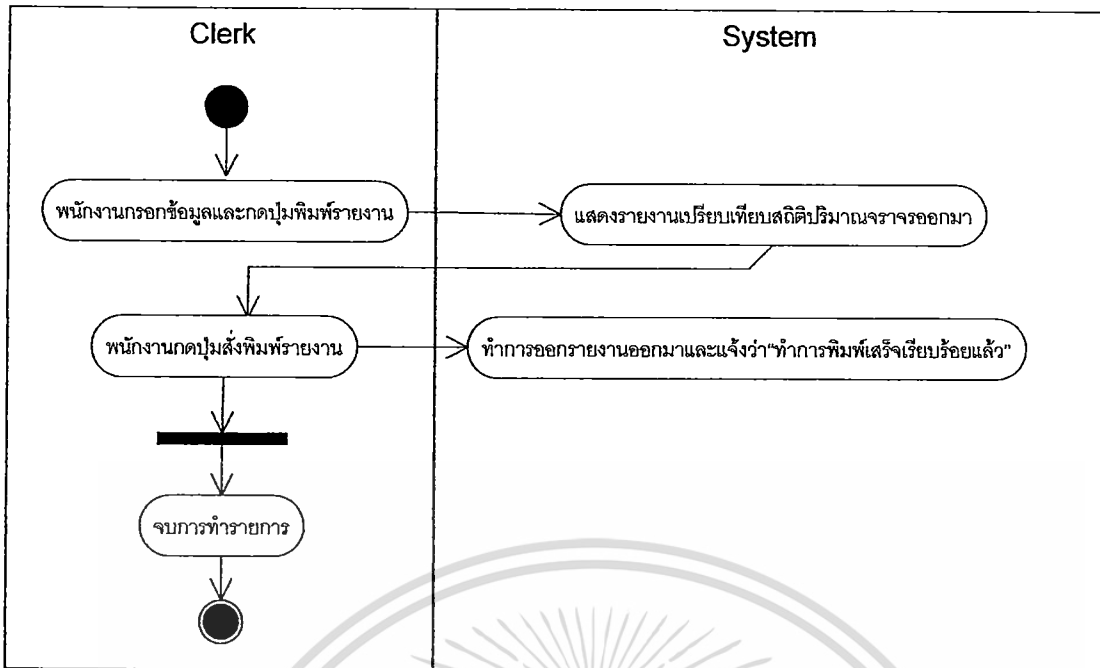 Clerk
System
พนักงานกรอกข้อมูลและกดปุ่มพิมพ์รายงาน
แสดงรายงานเปรียบเทียบสถิติปริมาณจราจรออกมา
พนักงานกดปุ่มสั่งพิมพ์รายงาน
ทำการออกรายงานออกมาและแจ้งว่า“ทำการพิมพ์เสร็จเรียบร้อยแล้ว”
จบการทำรายการ